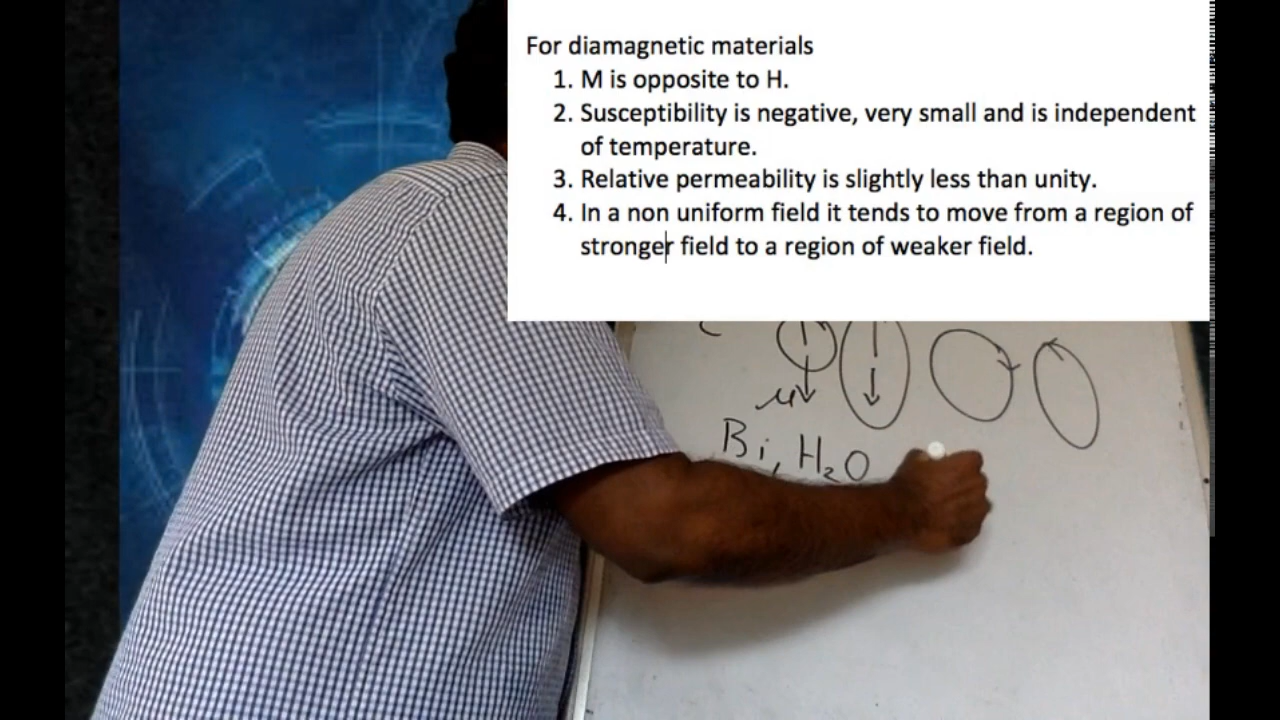 For diamagnetic materials
1. M is opposite to H.
2. Susceptibility is negative, very small and is independent
of temperature.
3. Relative permeability is slightly less than unity.
4. In a non uniform field it tends to move from a region of
stronger field to a region of weaker field.
μ
Bi, H₂O